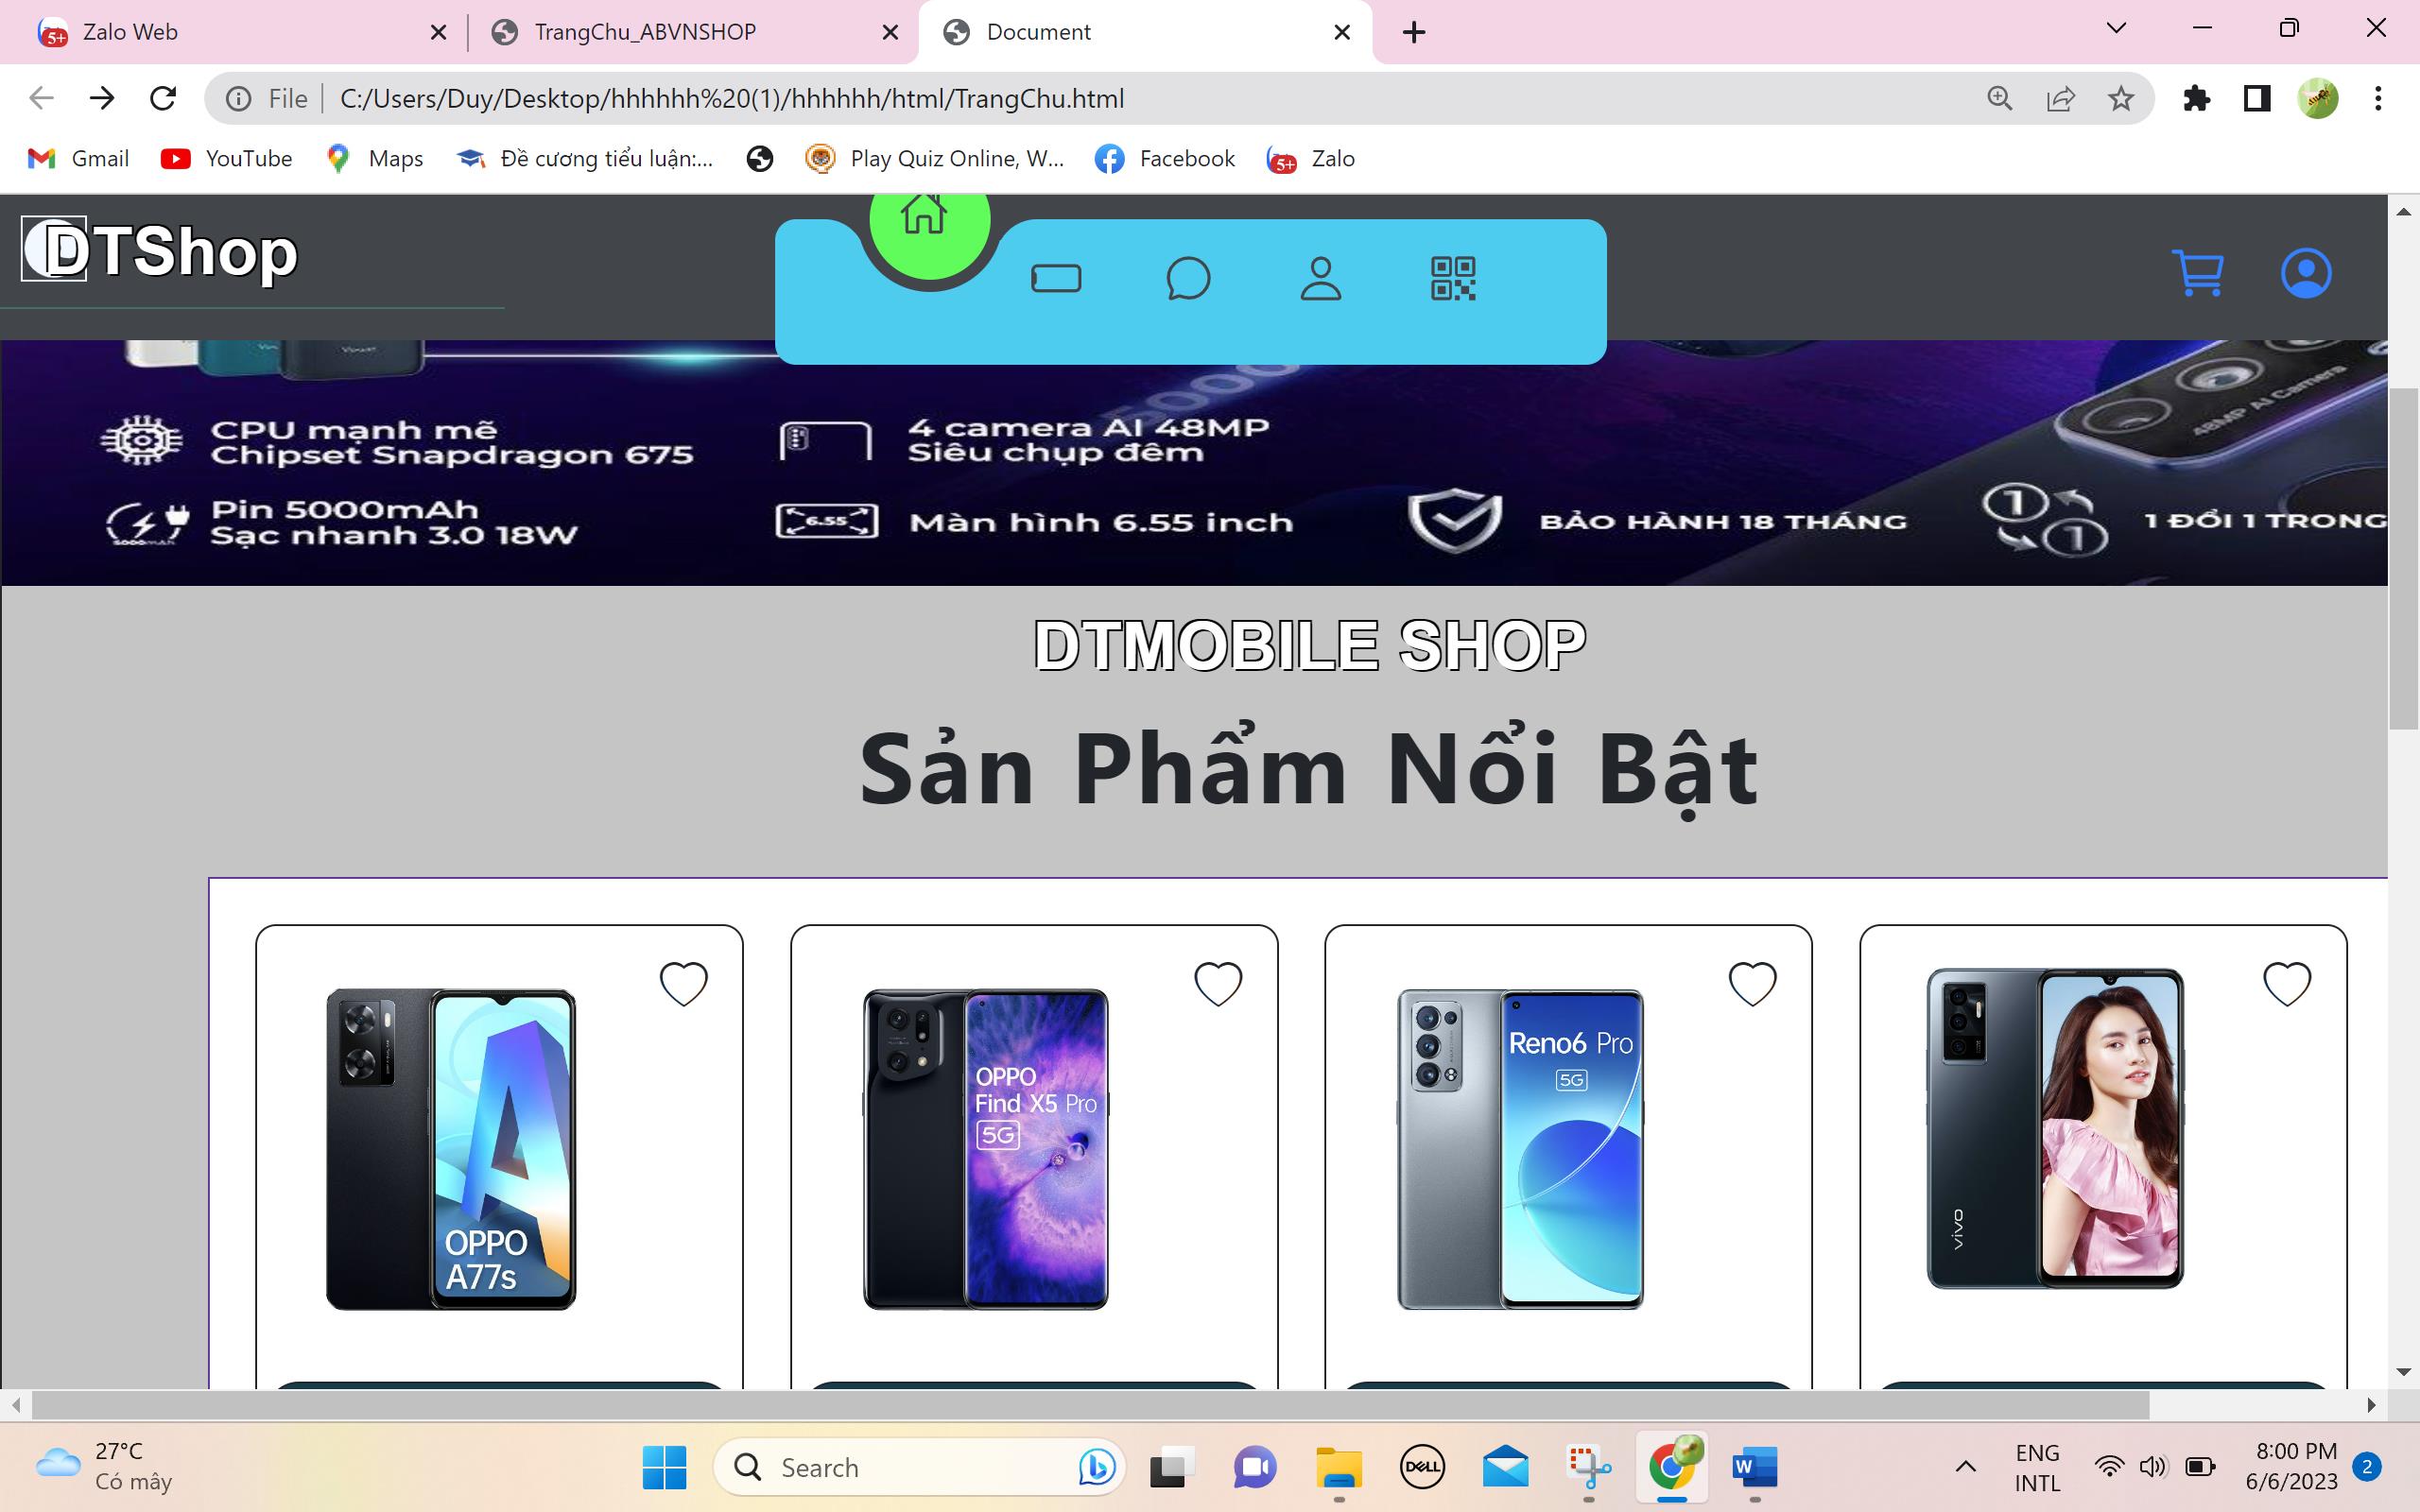 Zalo Web
TrangChu_ABVNSHOP
Document
File
C:/Users/Duy/Desktop/hhhhhh%20(1)/hhhhhh/html/TrangChu.html
Gmail
YouTube
Maps
Đề cương tiểu luận:...
Play Quiz Online, W...
Facebook
5+
Zalo
DTShop
5000
48MP AI Camera
CPU mạnh mẽ
Chipset Snapdragon 675
4 camera AI 48MP
Siêu chụp đêm
Pin 5000mAh
Sạc nhanh 3.0 18W
6.55
Màn hình 6.55 inch
BẢO HÀNH 18 THÁNG
1 1
1 ĐỔI 1 TRONG
DTMOBILE SHOP
Sản Phẩm Nổi Bật
OPPO
A77s
OPPO
Find X5 Pro
5G
Reno6 Pro
5G
vivo
27°C
Có mây
Search
DELL
W
ENG
INTL
8:00 PM
6/6/2023
2